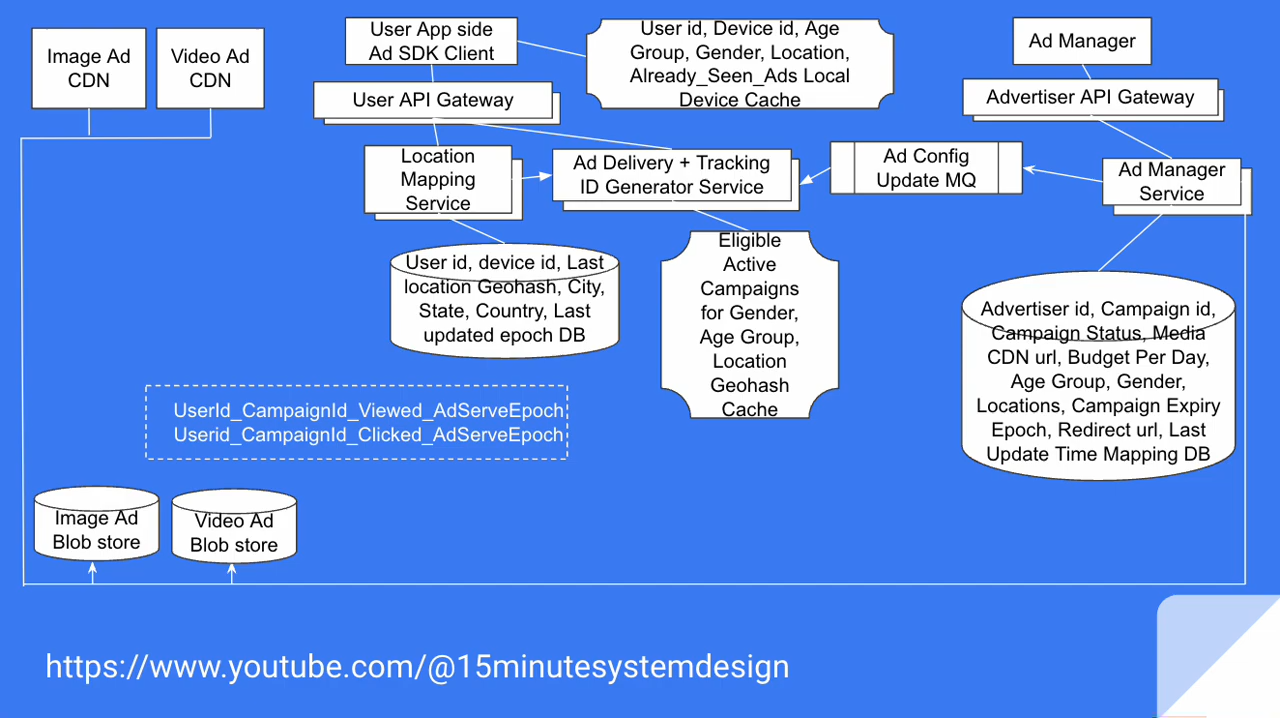 Image Ad
CDN
Video Ad
CDN
User App side
Ad SDK Client
User id, Device id, Age
Group, Gender, Location,
Already_Seen_Ads Local
Device Cache
Ad Manager
User API Gateway
Advertiser API Gateway
Location
Mapping
Service
Ad Delivery + Tracking
ID Generator Service
Ad Config
Update MQ
Ad Manager
Service
User id, device id, Last
location Geohash, City,
State, Country, Last
updated epoch DB
Eligible
Active
Campaigns
for Gender,
Age Group,
Location
Geohash
Cache
Advertiser id, Campaign id,
Campaign Status, Media
CDN url, Budget Per Day,
Age Group, Gender,
Locations, Campaign Expiry
Epoch, Redirect url, Last
Update Time Mapping DB
UserId_CampaignId_Viewed_AdServeEpoch
Userid_CampaignId_Clicked_AdServeEpoch
Image Ad
Blob store
Video Ad
Blob store
https://www.youtube.com/@15minutesystemdesign